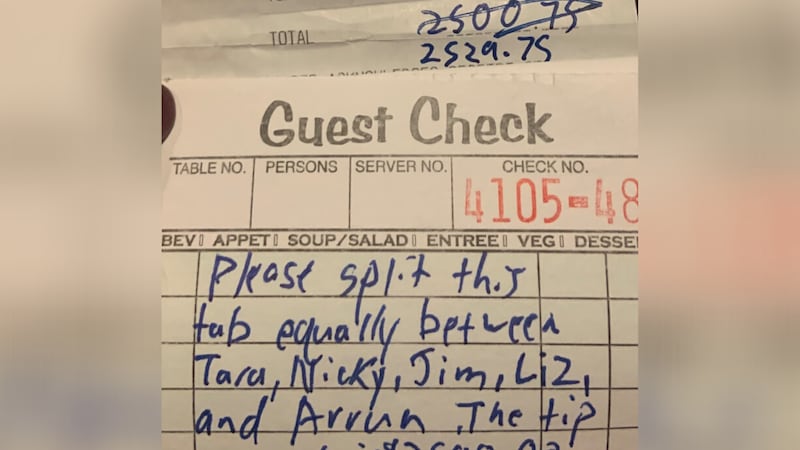 2500.75
TOTAL
2529.75
Guest Check
TABLE NO. PERSONS SERVER NO. CHECK NO.
4105-48
BEV APPET SOUP/SALAD ENTREE VEG DESSE
Please split this
tab equally between
Tara, Nicky, Jim, Liz,
and Arrun. The tip